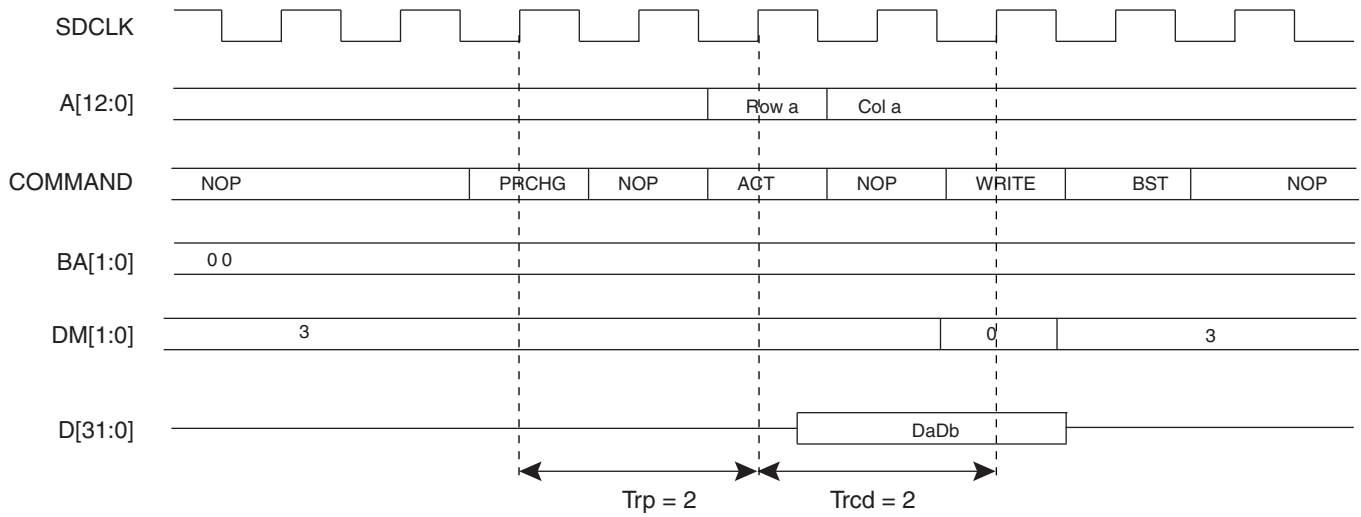 SDCLK
A[12:0] Row a Col a
COMMAND NOP PRCHG NOP ACT NOP WRITE BST NOP
BA[1:0] 0 0
DM[1:0] 3 0 3
D[31:0] DaDb
Trp = 2 Trcd = 2